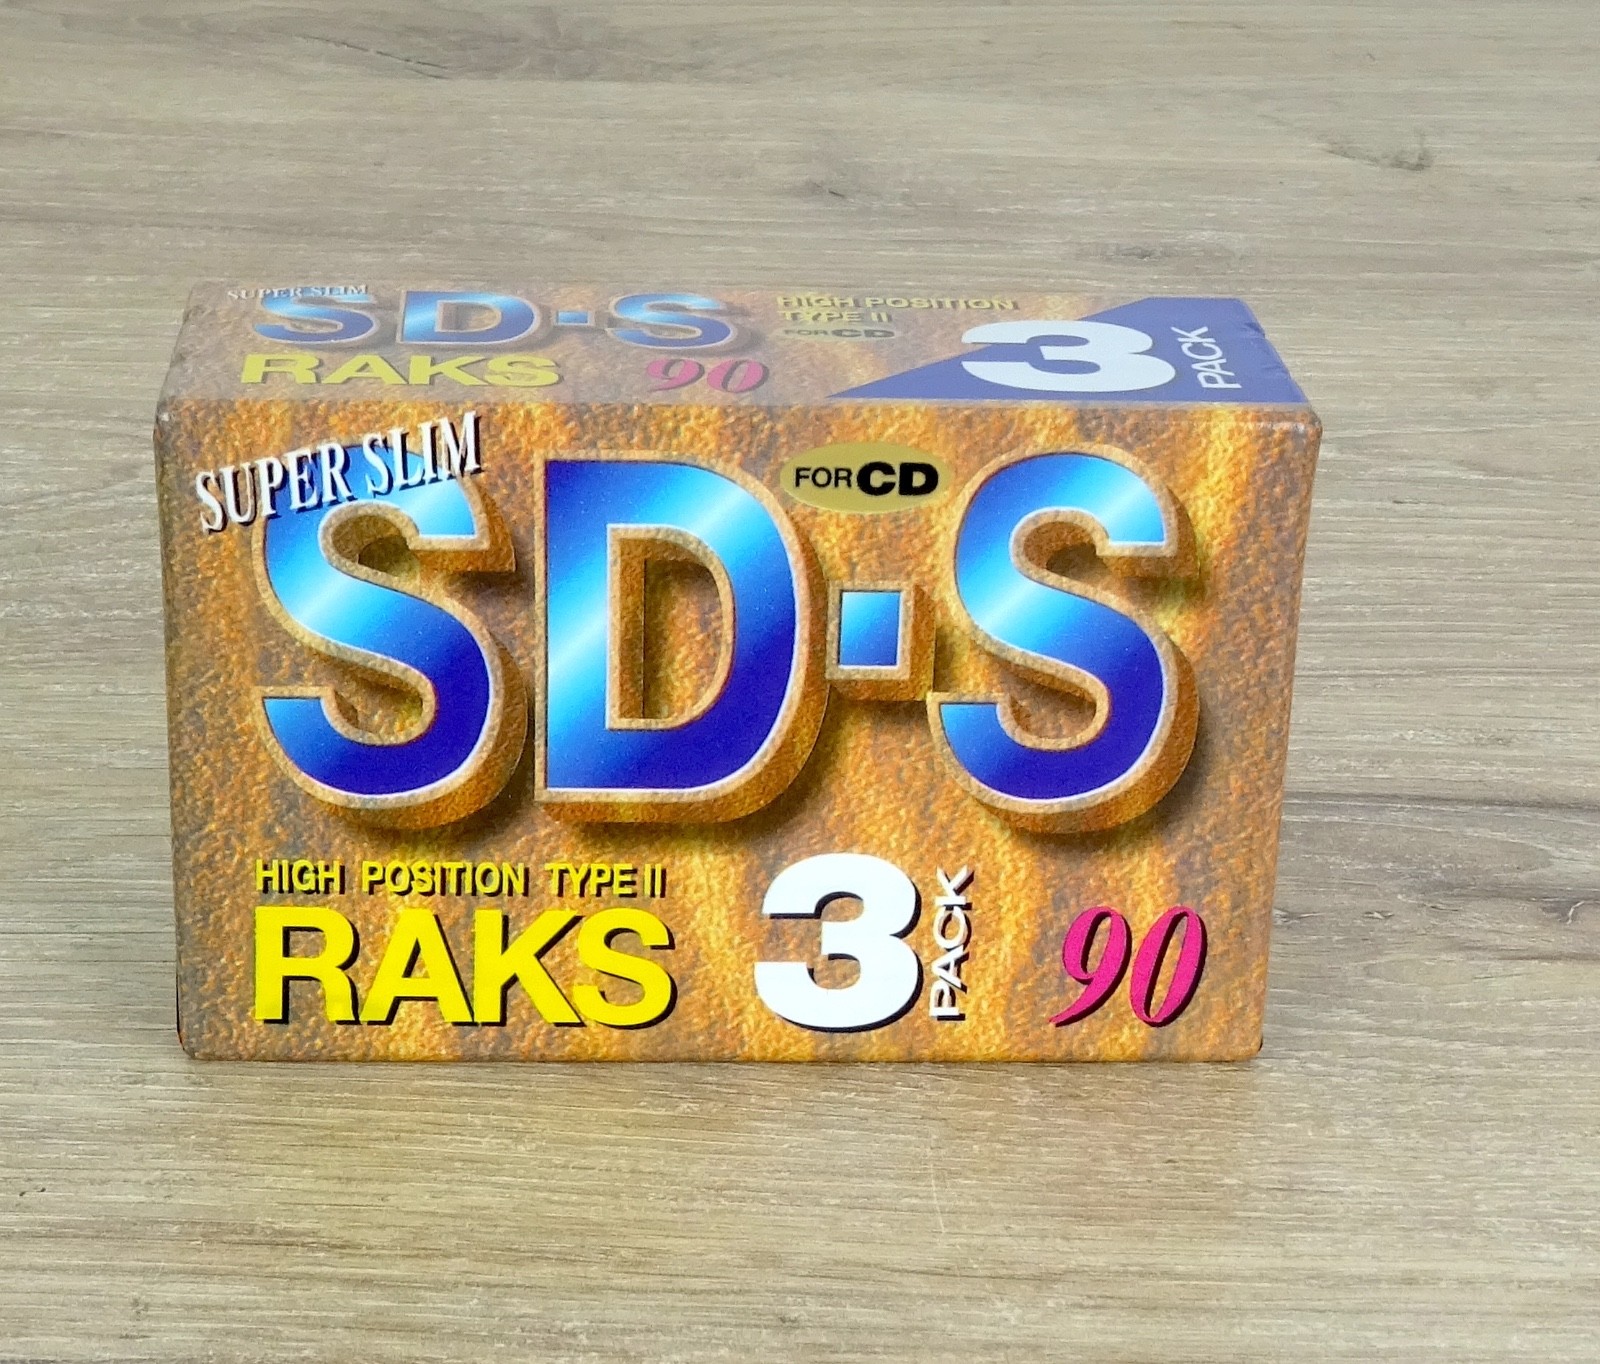 SUPER SLIM
SD·S
HIGH POSITION
TYPE II
FOR CD
RAKS 90
3 PACK
SUPER SLIM
FOR CD
SD·S
HIGH POSITION TYPE II
RAKS
3 PACK
90